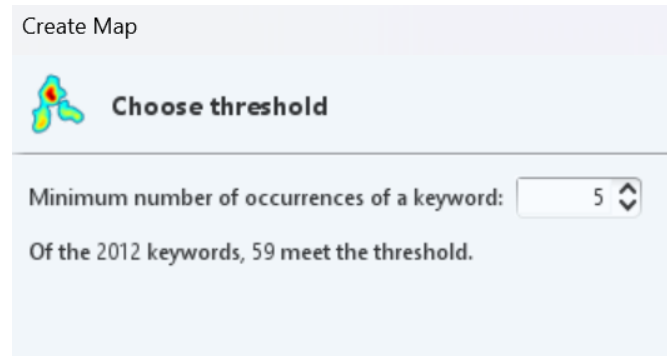 Create Map
Choose threshold
Minimum number of occurrences of a keyword: 5
Of the 2012 keywords, 59 meet the threshold.